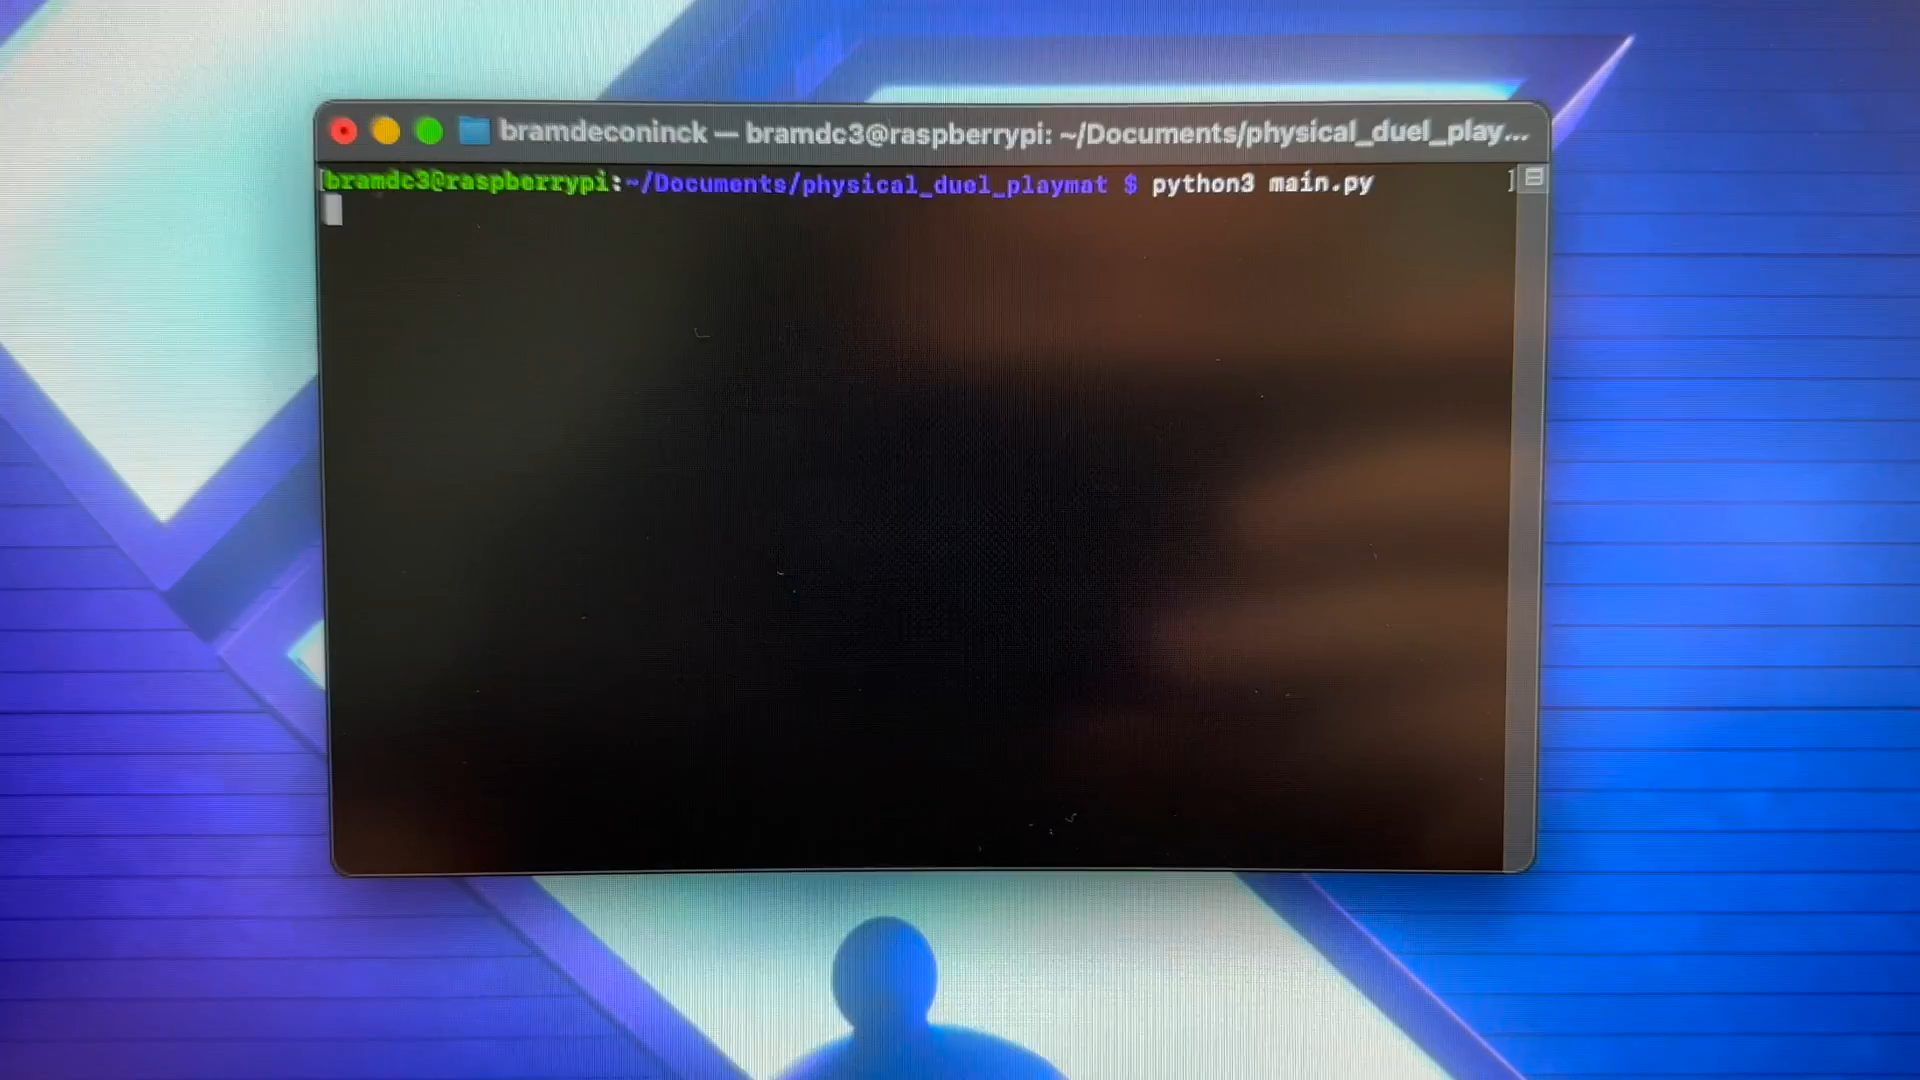 bramdeconinck — bramdc3@raspberrypi: ~/Documents/physical_duel_play...
[bramdc3@raspberrypi:~/Documents/physical_duel_playmat $ python3 main.py ]